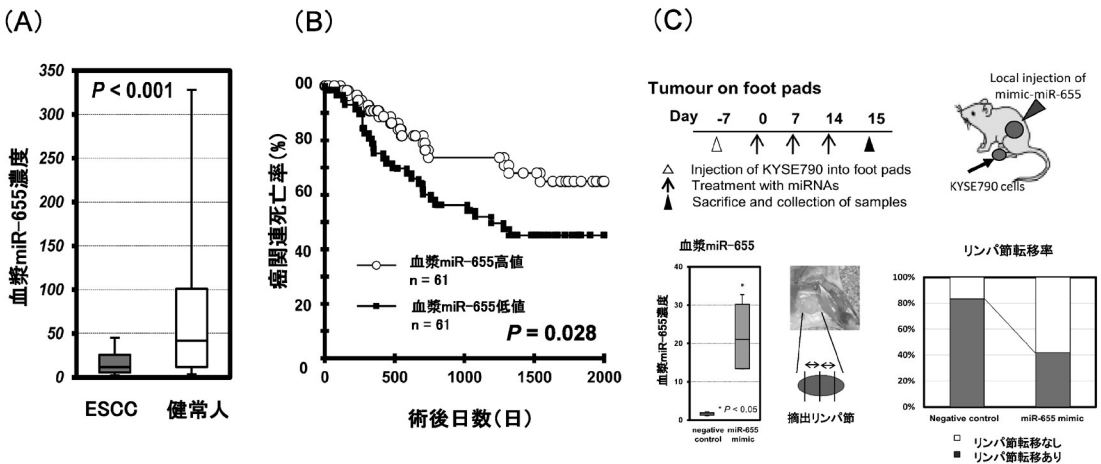 (A)
350
300
250
200
150
100
50
0
血漿miR-655濃度
P < 0.001
ESCC
健常人
(B)
00
80
60
40
20
00
癌関連死亡率(%)
血漿miR-655高値
n = 61
血漿miR-655低値
n = 61
P = 0.028
0
500
1000
1500
2000
術後日数(日)
(C)
Tumour on foot pads
Day -7 0 7 14 15
Injection of KYSE790 into foot pads
Treatment with miRNAs
Sacrifice and collection of samples
Local injection of
mimic-miR-655
KYSE790 cells
血漿miR-655
40
30
20
10
0
血漿miR-655濃度
*
* P < 0.05
negative
control
miR-655
mimic
摘出リンパ節
リンパ節転移率
100%
80%
60%
40%
20%
0%
Negative control
miR-655 mimic
リンパ節転移なし
リンパ節転移あり